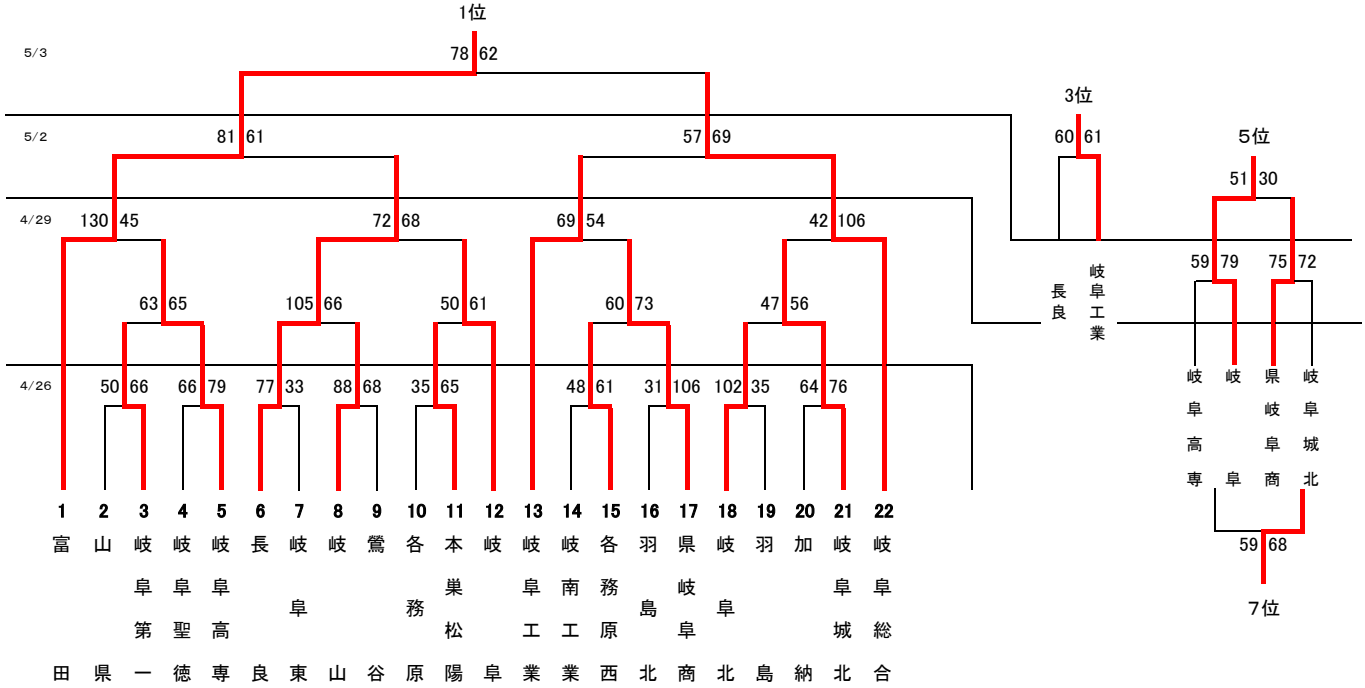 1位
5/3
78 62
3位
5/2
81 61
57 69
60 61
5位
51 30
4/29
130 45
72 68
69 54
42 106
59 79
75 72
長良
岐阜工業
63 65
105 66
50 61
60 73
47 56
4/26
50 66
66 79
77 33
88 68
35 65
48 61
31 106
102 35
64 76
岐阜高専
岐阜
県岐阜商
岐阜城北
59 68
7位
1 富田
2 山県
3 岐阜第一
4 岐阜聖徳
5 岐阜高専
6 長良
7 岐阜東
8 岐山
9 鶯谷
10 各務原
11 本巣松陽
12 岐阜
13 岐阜工業
14 岐南工業
15 各務原西
16 羽島北
17 県岐阜商
18 岐阜北
19 羽島
20 加納
21 岐阜城北
22 岐阜総合